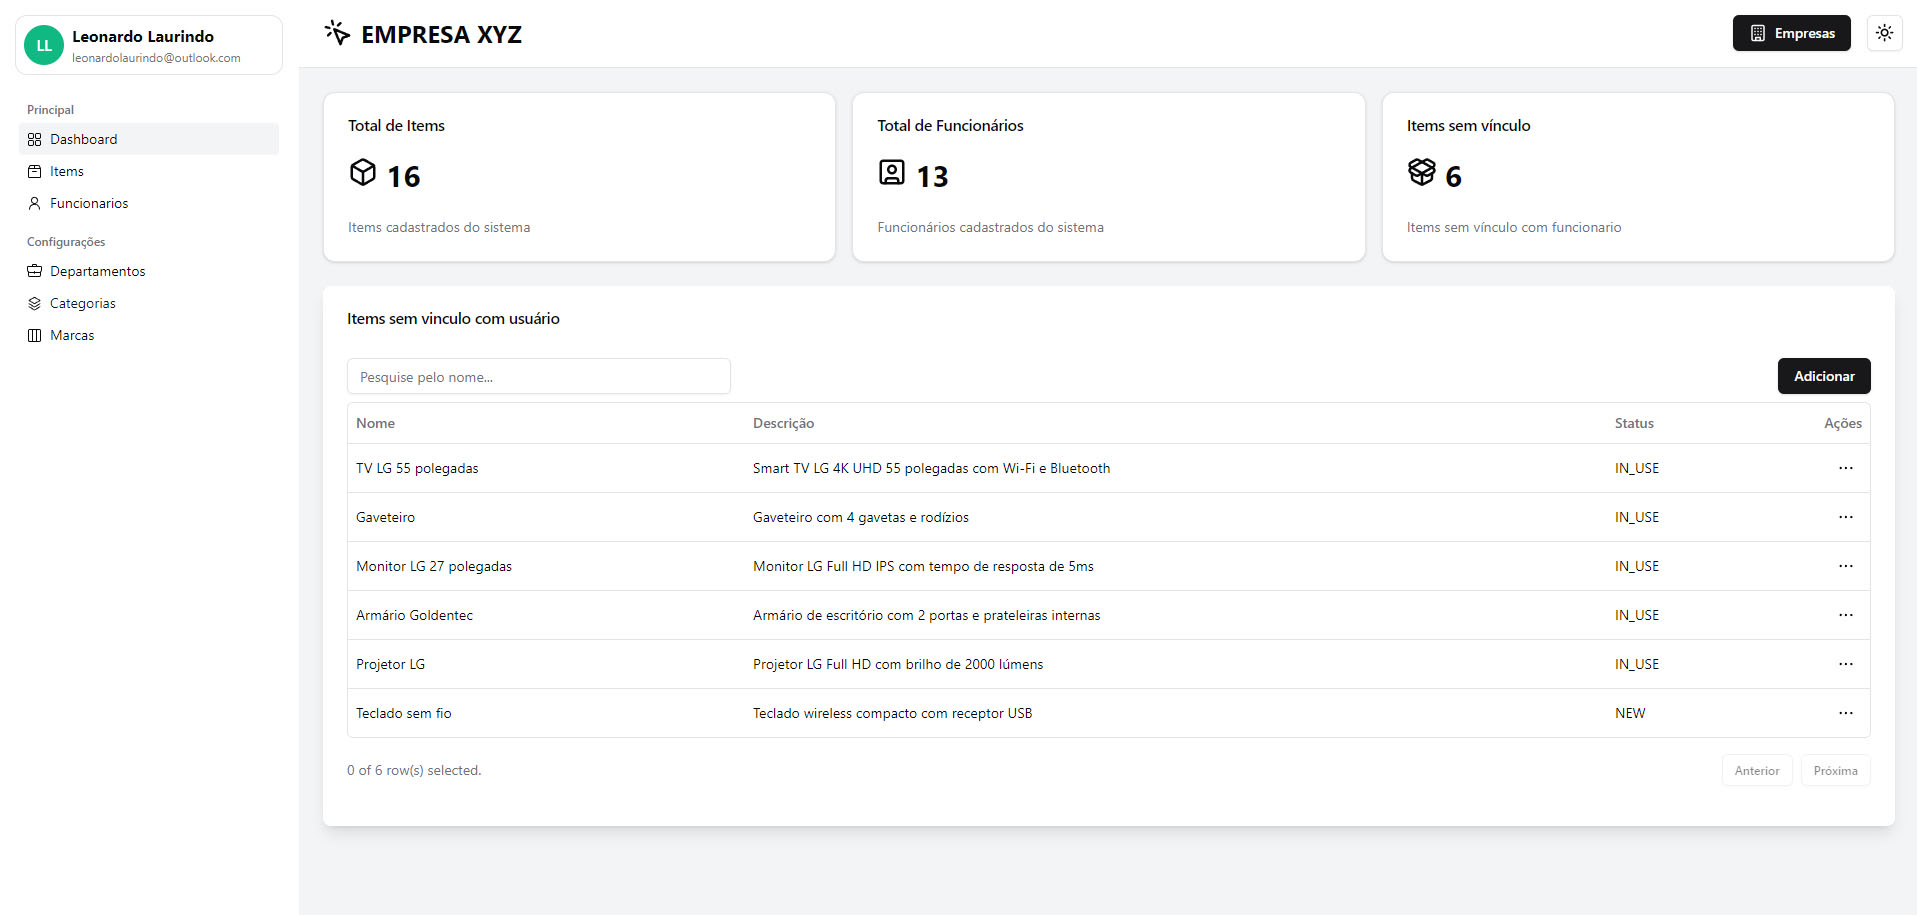 LL
Leonardo Laurindo
leonardolaurindo@outlook.com
Principal
Dashboard
Items
Funcionarios
Configurações
Departamentos
Categorias
Marcas
EMPRESA XYZ
Empresas
Total de Items
16
Items cadastrados do sistema
Total de Funcionários
13
Funcionários cadastrados do sistema
Items sem vínculo
6
Items sem vínculo com funcionario
Items sem vinculo com usuário
Pesquise pelo nome...
Adicionar
Nome Descrição Status Ações
TV LG 55 polegadas Smart TV LG 4K UHD 55 polegadas com Wi-Fi e Bluetooth IN_USE ...
Gaveteiro Gaveteiro com 4 gavetas e rodízios IN_USE ...
Monitor LG 27 polegadas Monitor LG Full HD IPS com tempo de resposta de 5ms IN_USE ...
Armário Goldentec Armário de escritório com 2 portas e prateleiras internas IN_USE ...
Projetor LG Projetor LG Full HD com brilho de 2000 lúmens IN_USE ...
Teclado sem fio Teclado wireless compacto com receptor USB NEW ...
0 of 6 row(s) selected.
Anterior Próxima